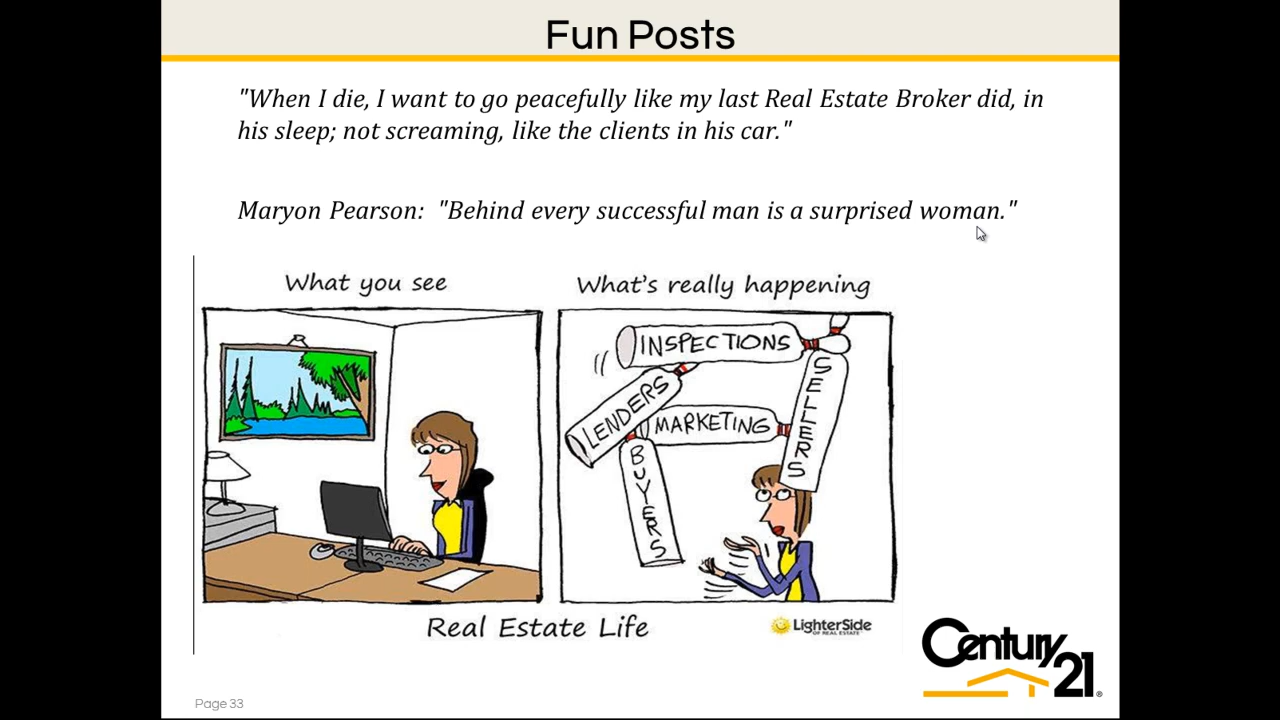 Fun Posts
"When I die, I want to go peacefully like my last Real Estate Broker did, in
his sleep; not screaming, like the clients in his car."
Maryon Pearson:  "Behind every successful man is a surprised woman."
What you see
What's really happening
INSPECTIONS
LENDERS
MARKETING
SELLERS
BUYERS
Real Estate Life
LighterSide
OF REAL ESTATE
Century
21
Page 33